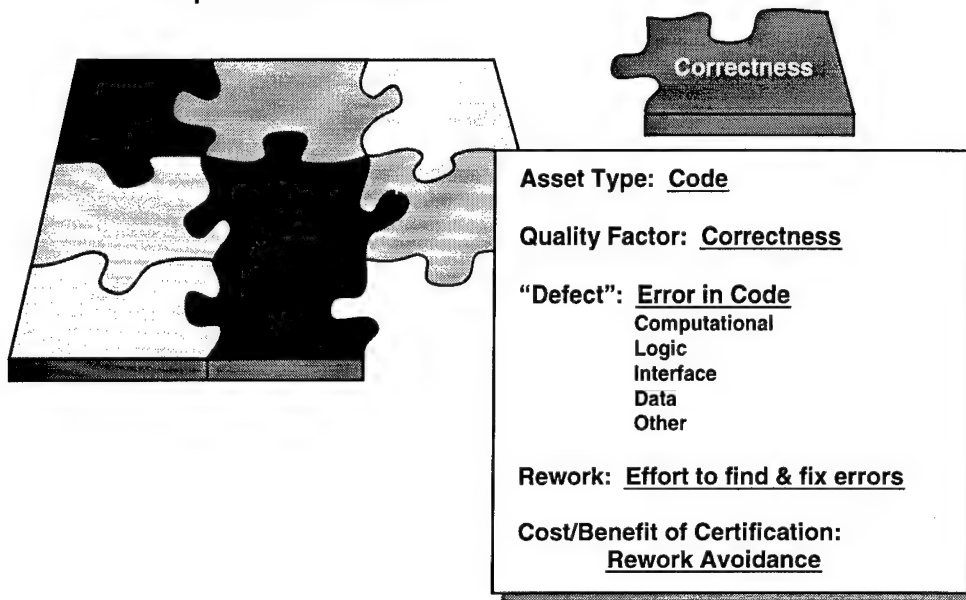 Correctness
Asset Type: Code
Quality Factor: Correctness
“Defect”: Error in Code
Computational
Logic
Interface
Data
Other
Rework: Effort to find & fix errors
Cost/Benefit of Certification:
Rework Avoidance